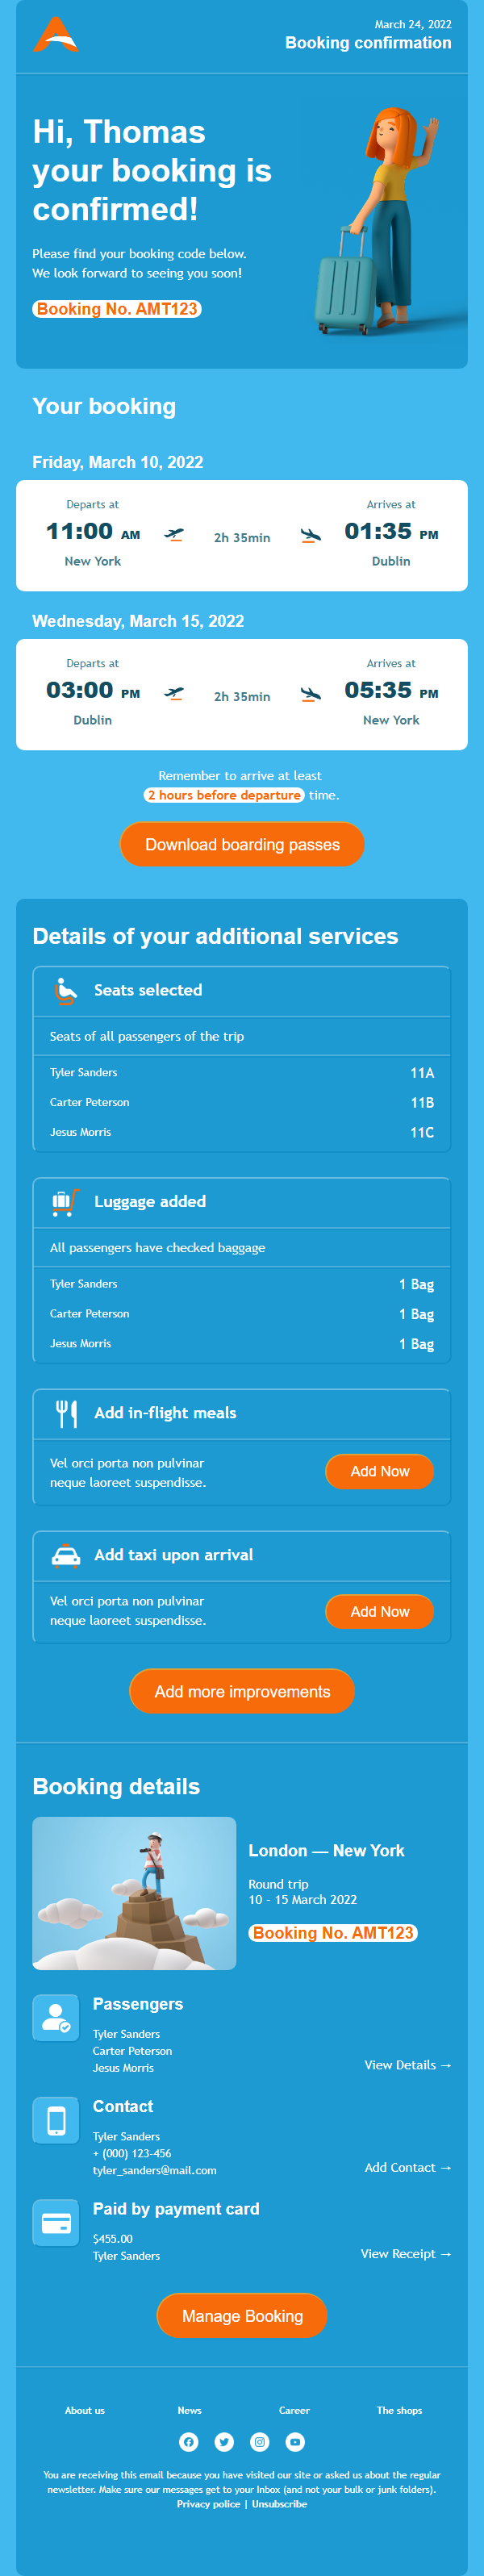 March 24, 2022
Booking confirmation
Hi, Thomas
your booking is
confirmed!
Please find your booking code below.
We look forward to seeing you soon!
Booking No. AMT123
Your booking
Friday, March 10, 2022
Departs at
Arrives at
11:00 AM
2h 35min
01:35 PM
New York
Dublin
Wednesday, March 15, 2022
Departs at
Arrives at
03:00 PM
2h 35min
05:35 PM
Dublin
New York
Remember to arrive at least
2 hours before departure time.
Download boarding passes
Details of your additional services
Seats selected
Seats of all passengers of the trip
Tyler Sanders 11A
Carter Peterson 11B
Jesus Morris 11C
Luggage added
All passengers have checked baggage
Tyler Sanders 1 Bag
Carter Peterson 1 Bag
Jesus Morris 1 Bag
Add in-flight meals
Vel orci porta non pulvinar
neque laoreet suspendisse.
Add Now
Add taxi upon arrival
Vel orci porta non pulvinar
neque laoreet suspendisse.
Add Now
Add more improvements
Booking details
London — New York
Round trip
10 - 15 March 2022
Booking No. AMT123
Passengers
Tyler Sanders
Carter Peterson
Jesus Morris
View Details →
Contact
Tyler Sanders
+ (000) 123-456
tyler_sanders@mail.com
Add Contact →
Paid by payment card
$455.00
Tyler Sanders
View Receipt →
Manage Booking
About us News Career The shops
You are receiving this email because you have visited our site or asked us about the regular
newsletter. Make sure our messages get to your Inbox (and not your bulk or junk folders).
Privacy police | Unsubscribe